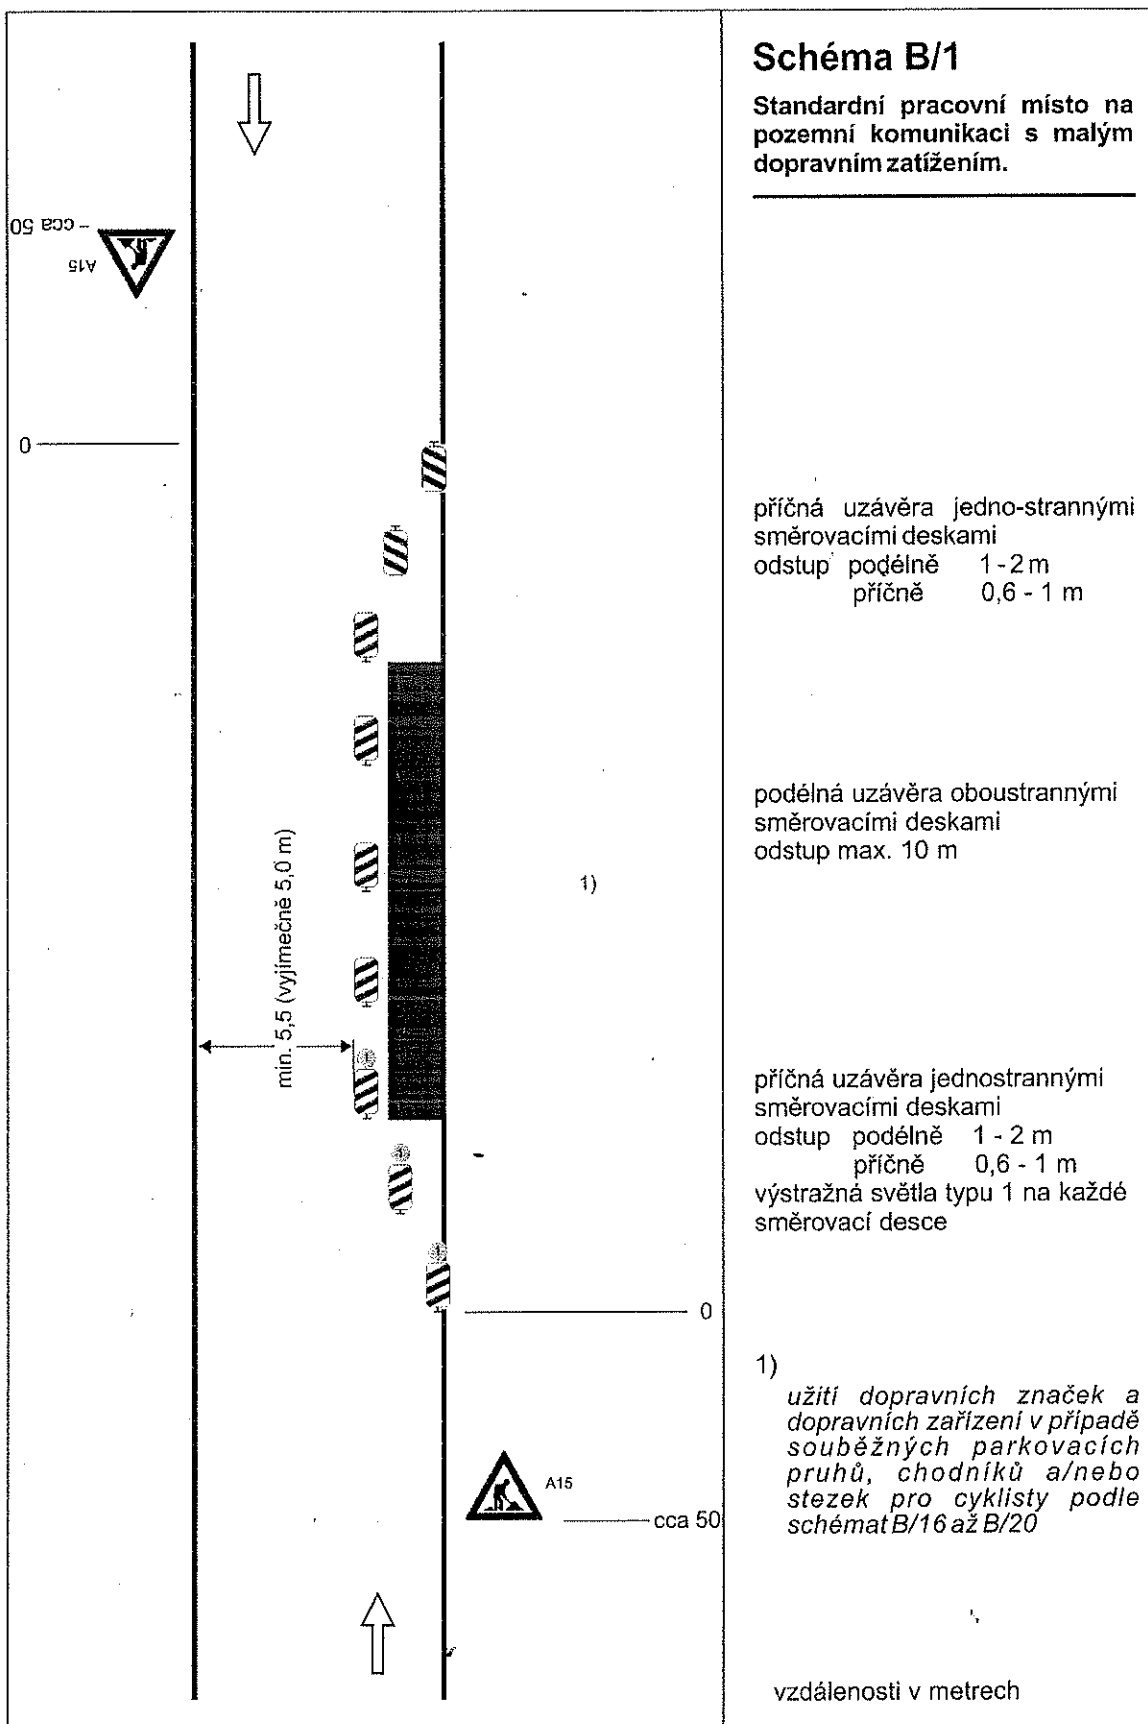 Schéma B/1
Standardní pracovní místo na
pozemní komunikaci s malým
dopravním zatížením.
cca 50
A15
0
příčná uzávěra jedno-strannými
směrovacími deskami
odstup podélně 1 - 2 m
příčně 0,6 - 1 m
podélná uzávěra oboustrannými
směrovacími deskami
odstup max. 10 m
1)
min. 5,5 (vyjímečně 5,0 m)
1
1
1
příčná uzávěra jednostrannými
směrovacími deskami
odstup podélně 1 - 2 m
příčně 0,6 - 1 m
výstražná světla typu 1 na každé
směrovací desce
0
A15
cca 50
1)
užití dopravních značek a
dopravních zařízení v případě
souběžných parkovacích
pruhů, chodníků a/nebo
stezek pro cyklisty podle
schémat B/16 až B/20
vzdálenosti v metrech